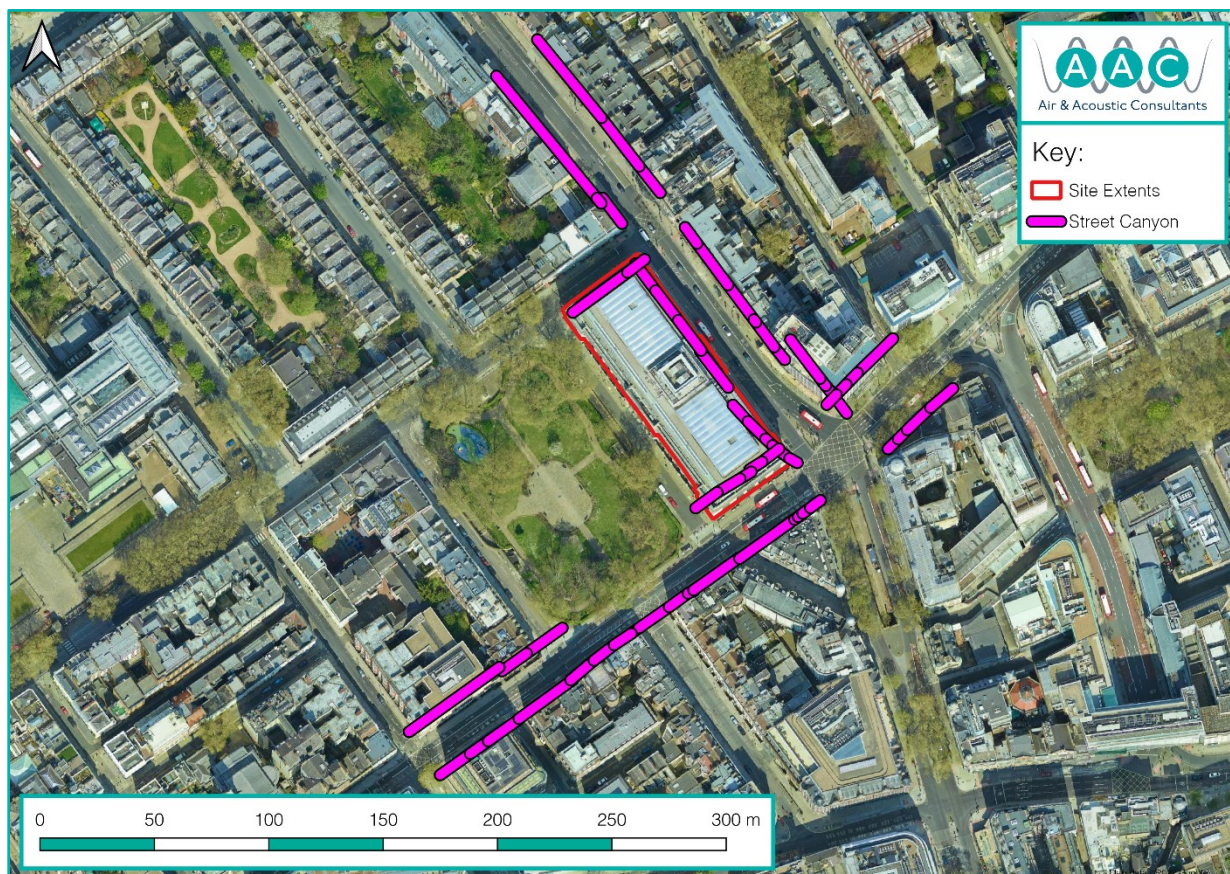 AAC
Air & Acoustic Consultants
Key:
Site Extents
Street Canyon
0 50 100 150 200 250 300 m